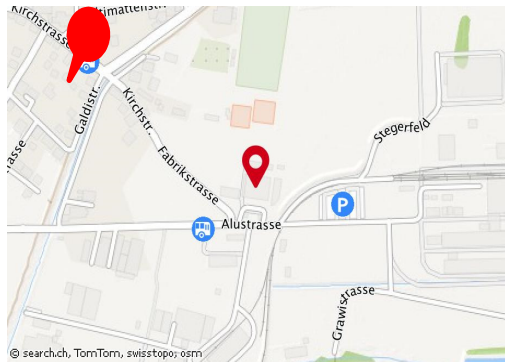 Kirchstrasse
Galdistr.
Kirchstr.
Fabrikstrasse
Stegerfeld
P
Alustrasse
Grawistrasse
© search.ch, TomTom, swisstopo, osm